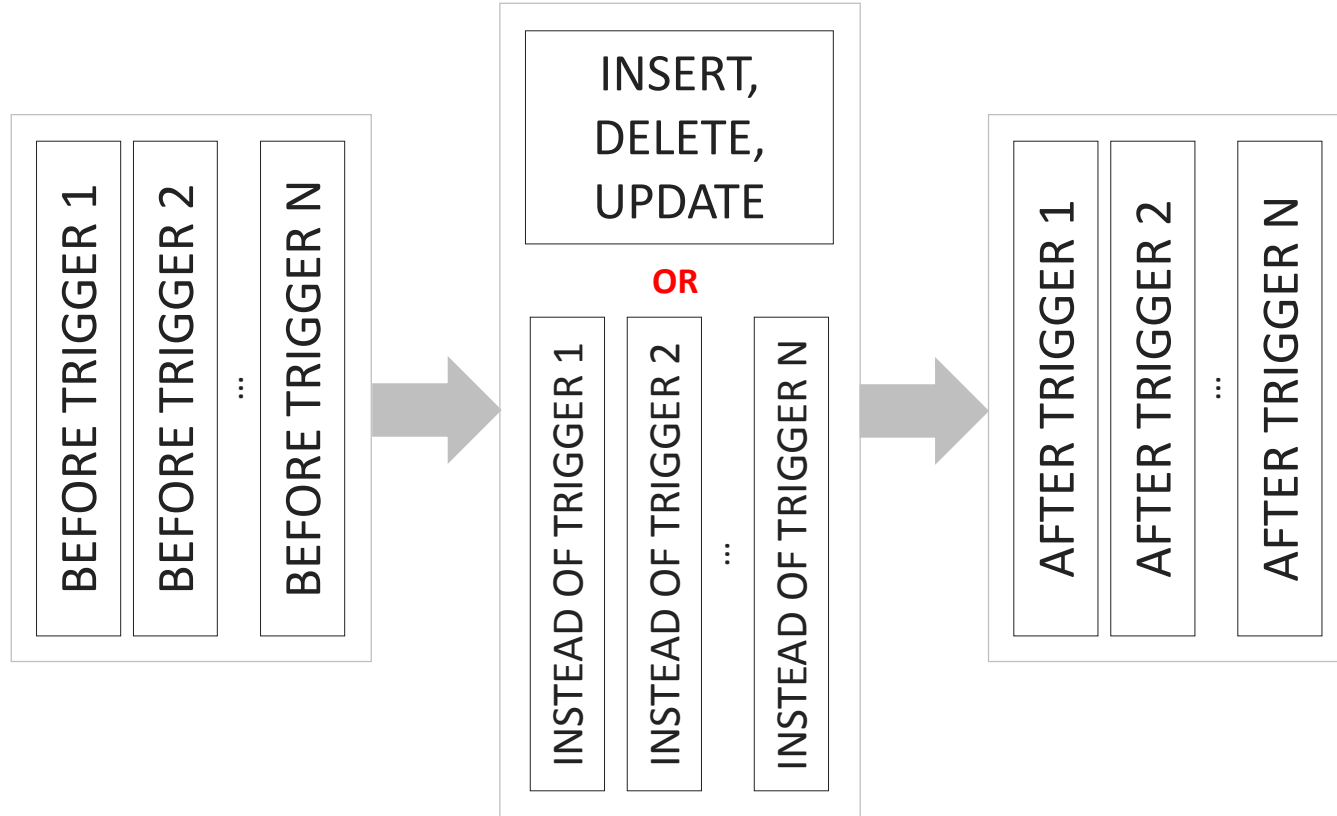 BEFORE TRIGGER 1
BEFORE TRIGGER 2
...
BEFORE TRIGGER N
INSERT,
DELETE,
UPDATE
OR
INSTEAD OF TRIGGER 1
INSTEAD OF TRIGGER 2
...
INSTEAD OF TRIGGER N
AFTER TRIGGER 1
AFTER TRIGGER 2
...
AFTER TRIGGER N